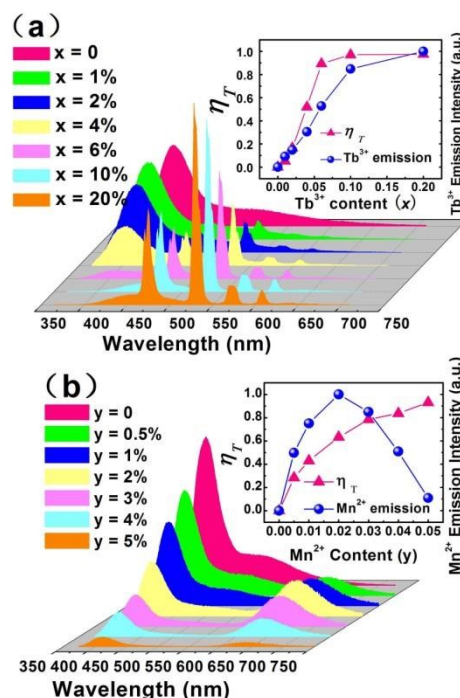 (a)
x = 0
x = 1%
x = 2%
x = 4%
x = 6%
x = 10%
x = 20%
1.0
0.8
0.6
0.4
0.2
0.0
η_T
η_T
Tb³⁺ emission
0.00 0.05 0.10 0.15 0.20
Tb³⁺ content (x)
Tb³⁺ Emission Intensity (a.u.)
350 400 450 500 550 600 650 700 750
Wavelength (nm)
(b)
y = 0
y = 0.5%
y = 1%
y = 2%
y = 3%
y = 4%
y = 5%
1.0
0.8
0.6
0.4
0.2
0.0
η_T
η_T
Mn²⁺ emission
0.00 0.01 0.02 0.03 0.04 0.05
Mn²⁺ Content (y)
Mn²⁺ Emission Intensity (a.u.)
350 400 450 500 550 600 650 700 750
Wavelength (nm)